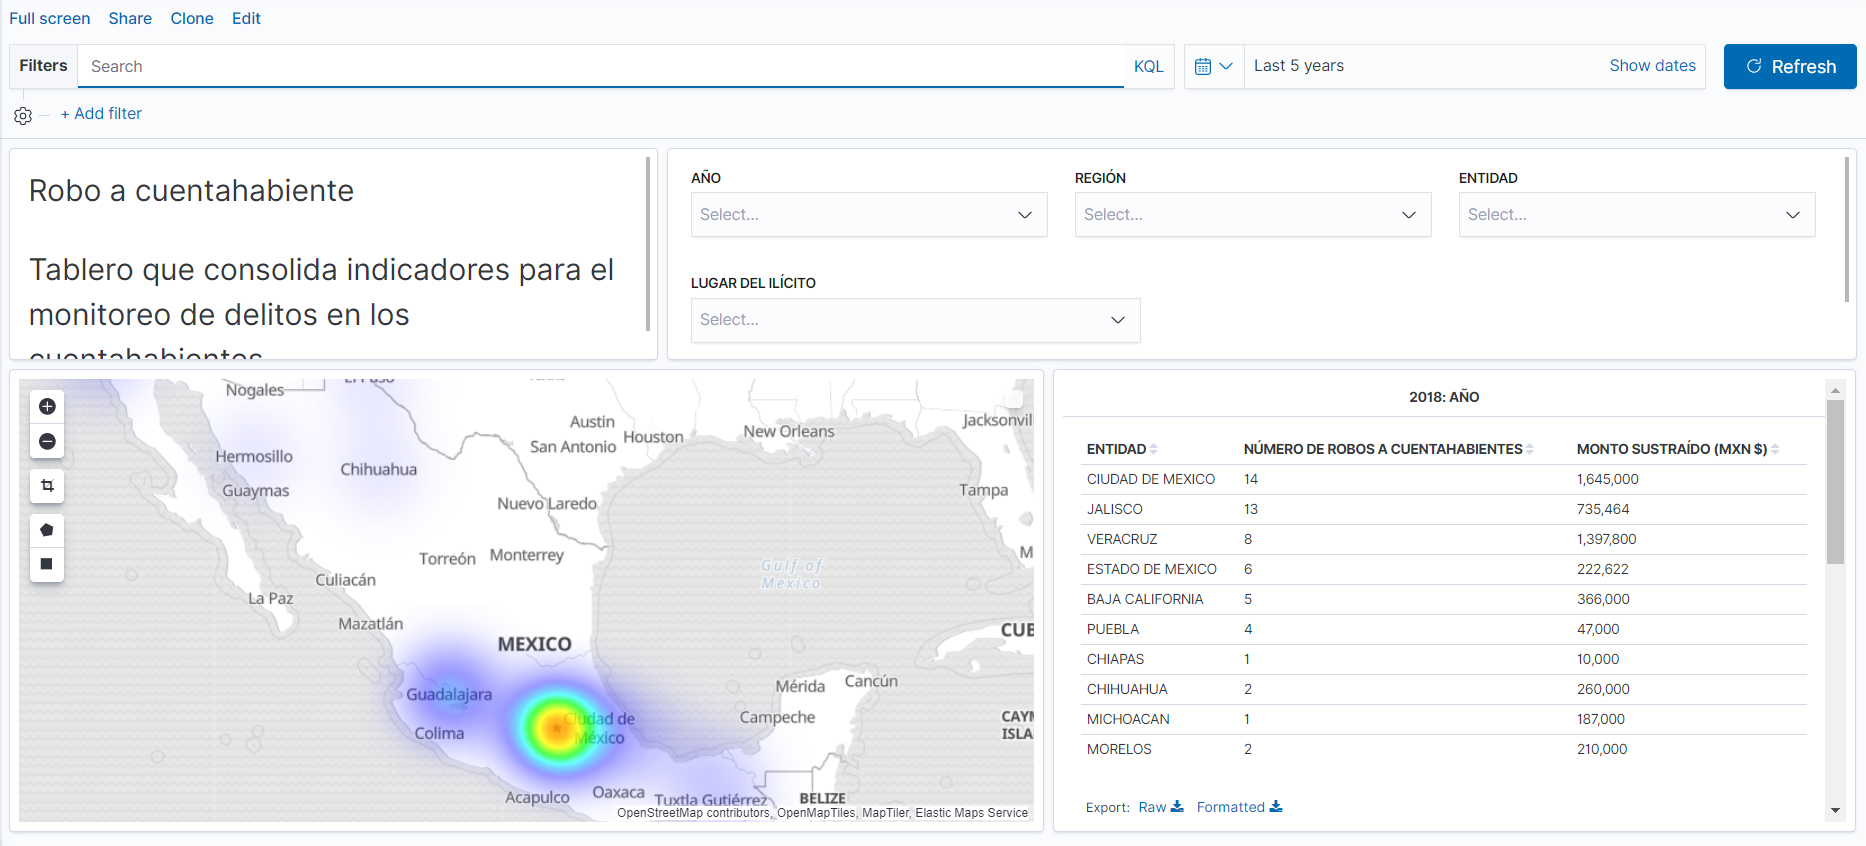 Full screen Share Clone Edit
Filters Search KQL Last 5 years Show dates Refresh
+ Add filter
Robo a cuentahabiente
Tablero que consolida indicadores para el
monitoreo de delitos en los
cuentahabientes
AÑO REGIÓN ENTIDAD
Select... Select... Select...
LUGAR DEL ILÍCITO
Select...
Nogales
El Paso
Austin
San Antonio
Houston
New Orleans
Jacksonvil
Hermosillo
Chihuahua
Guaymas
Tampa
Nuevo Laredo
Torreón
Monterrey
M
Gulf of
Mexico
Culiacán
La Paz
Mazatlán
MEXICO
CUB
Guadalajara
Mérida
Cancún
Ciudad de
México
Campeche
Colima
CAYM
ISLA
Acapulco
Oaxaca
Tuxtla Gutiérrez
BELIZE
OpenStreetMap contributors, OpenMapTiles, MapTiler, Elastic Maps Service
2018: AÑO
ENTIDAD NÚMERO DE ROBOS A CUENTAHABIENTES MONTO SUSTRAÍDO (MXN $)
CIUDAD DE MEXICO 14 1,645,000
JALISCO 13 735,464
VERACRUZ 8 1,397,800
ESTADO DE MEXICO 6 222,622
BAJA CALIFORNIA 5 366,000
PUEBLA 4 47,000
CHIAPAS 1 10,000
CHIHUAHUA 2 260,000
MICHOACAN 1 187,000
MORELOS 2 210,000
Export: Raw Formatted